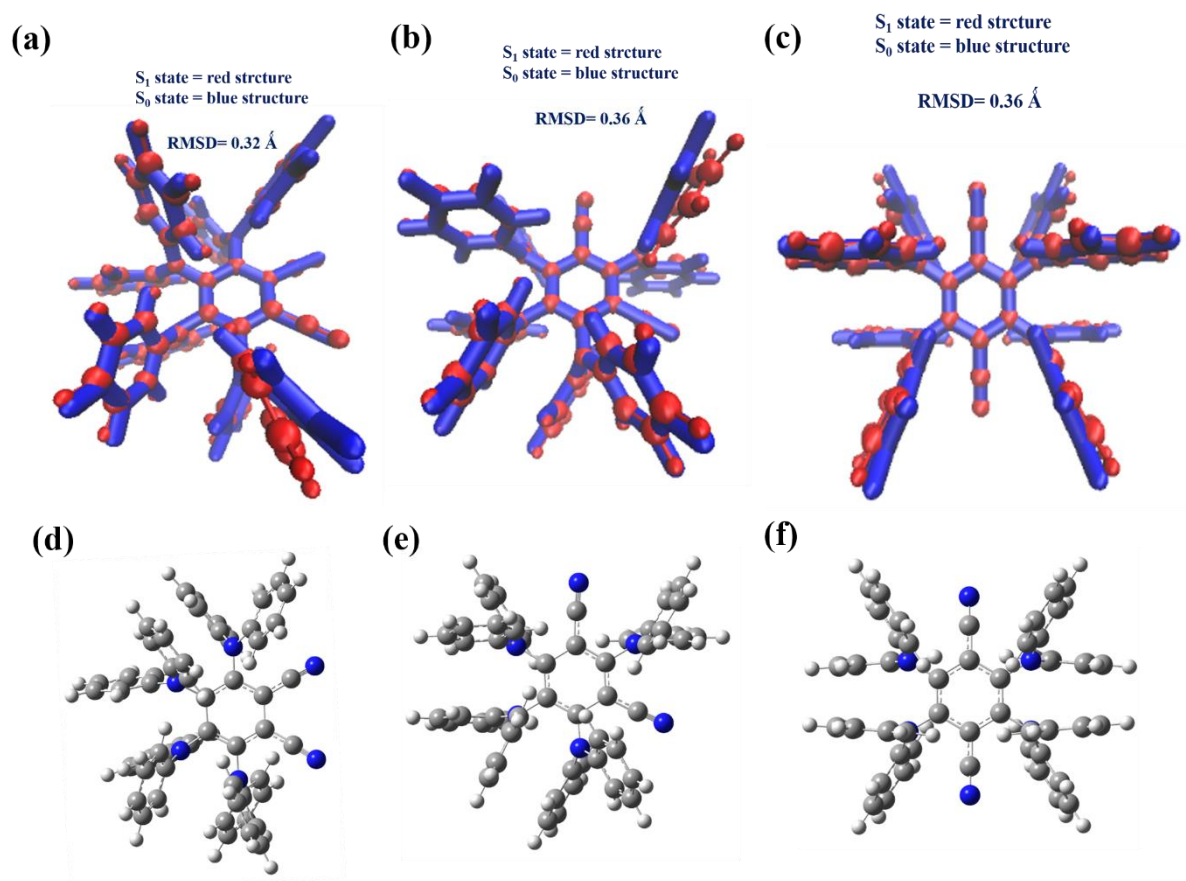 (a)
S₁ state = red strcture
S₀ state = blue structure
RMSD= 0.32 Ǻ
(b)
S₁ state = red strcture
S₀ state = blue structure
RMSD= 0.36 Ǻ
(c)
S₁ state = red strcture
S₀ state = blue structure
RMSD= 0.36 Ǻ
(d)
(e)
(f)